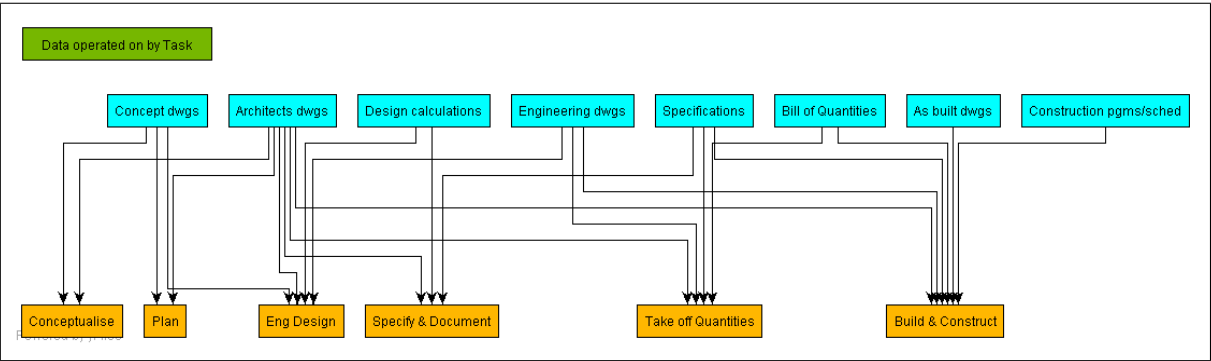 Data operated on by Task
Concept dwgs
Architects dwgs
Design calculations
Engineering dwgs
Specifications
Bill of Quantities
As built dwgs
Construction pgms/sched
Conceptualise
Plan
Eng Design
Specify & Document
Take off Quantities
Build & Construct